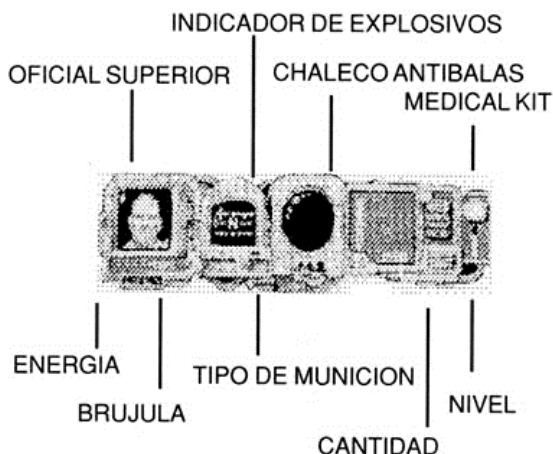 INDICADOR DE EXPLOSIVOS
OFICIAL SUPERIOR
CHALECO ANTIBALAS
MEDICAL KIT
ENERGIA
TIPO DE MUNICION
BRUJULA
NIVEL
CANTIDAD